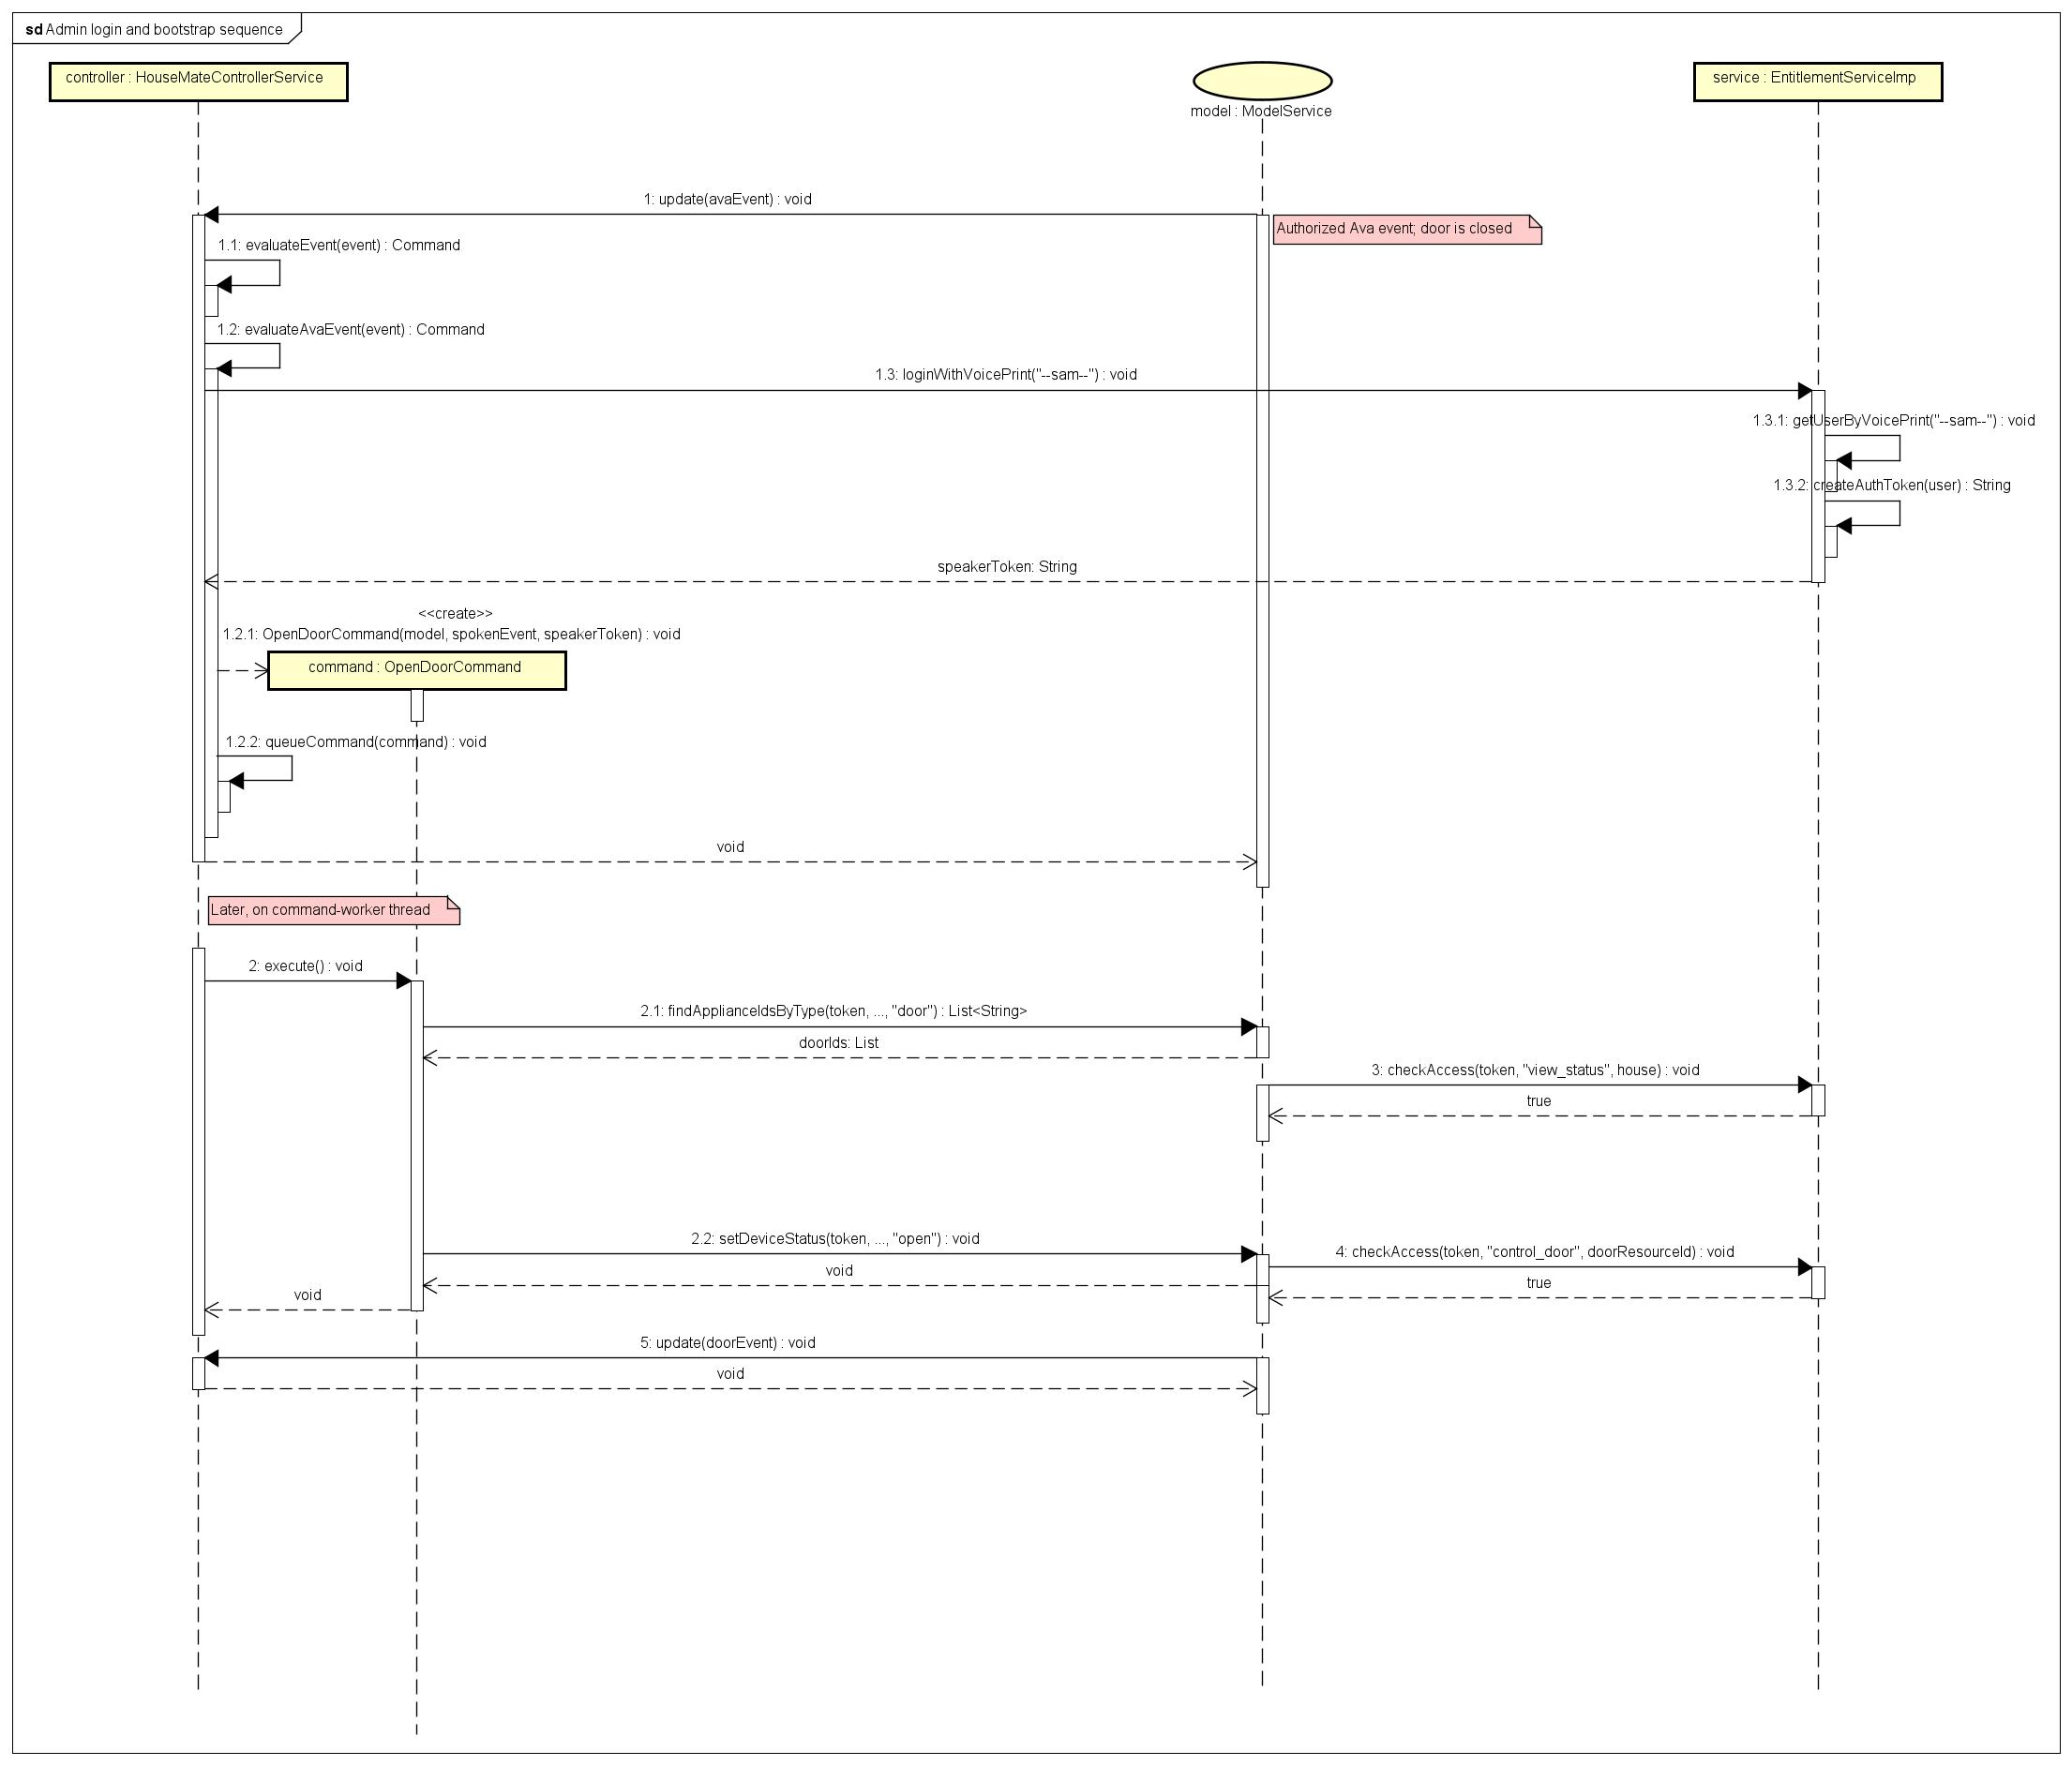 sd Admin login and bootstrap sequence
controller : HouseMateControllerService
service : EntitlementServiceImp
model : ModelService
1: update(avaEvent) : void
Authorized Ava event; door is closed
1.1: evaluateEvent(event) : Command
1.2: evaluateAvaEvent(event) : Command
1.3: loginWithVoicePrint("--sam--") : void
1.3.1: getUserByVoicePrint("--sam--") : void
1.3.2: createAuthToken(user) : String
speakerToken: String
<<create>>
1.2.1: OpenDoorCommand(model, spokenEvent, speakerToken) : void
command : OpenDoorCommand
1.2.2: queueCommand(command) : void
void
Later, on command-worker thread
2: execute() : void
2.1: findApplianceIdsByType(token, ..., "door") : List<String>
doorIds: List
3: checkAccess(token, "view_status", house) : void
true
2.2: setDeviceStatus(token, ..., "open") : void
4: checkAccess(token, "control_door", doorResourceId) : void
void
true
void
5: update(doorEvent) : void
void